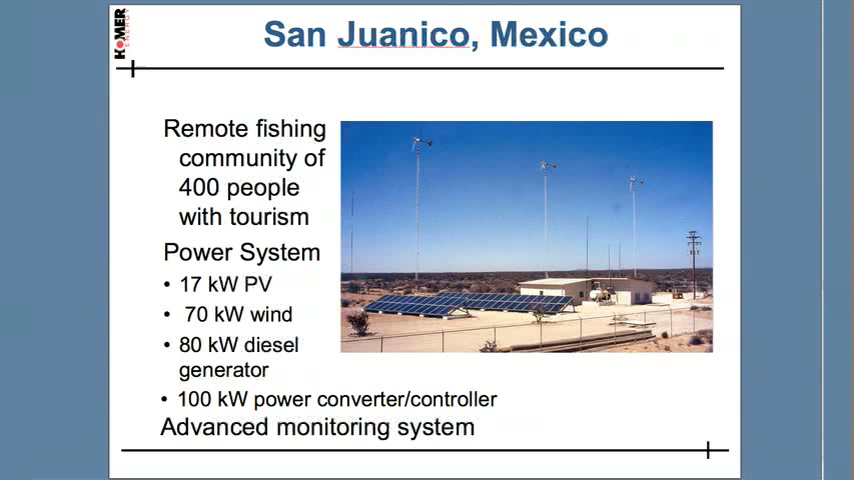 HOMER
ENERGY
San Juanico, Mexico
Remote fishing
community of
400 people
with tourism
Power System
• 17 kW PV
• 70 kW wind
• 80 kW diesel
generator
• 100 kW power converter/controller
Advanced monitoring system